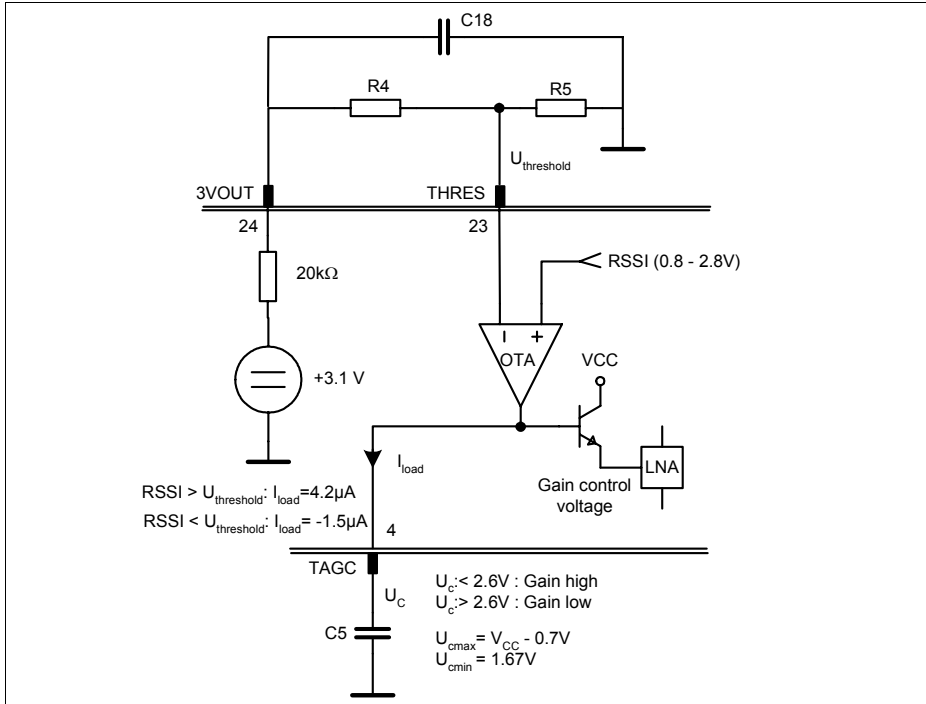 C18
R4
R5
U_threshold
3VOUT
THRES
24
23
20kΩ
RSSI (0.8 - 2.8V)
OTA
VCC
+3.1 V
I_load
LNA
Gain control
voltage
RSSI > U_threshold: I_load=4.2µA
RSSI < U_threshold: I_load= -1.5µA
4
TAGC
U_C
U_c:< 2.6V : Gain high
U_c:> 2.6V : Gain low
C5
U_cmax= V_CC - 0.7V
U_cmin = 1.67V